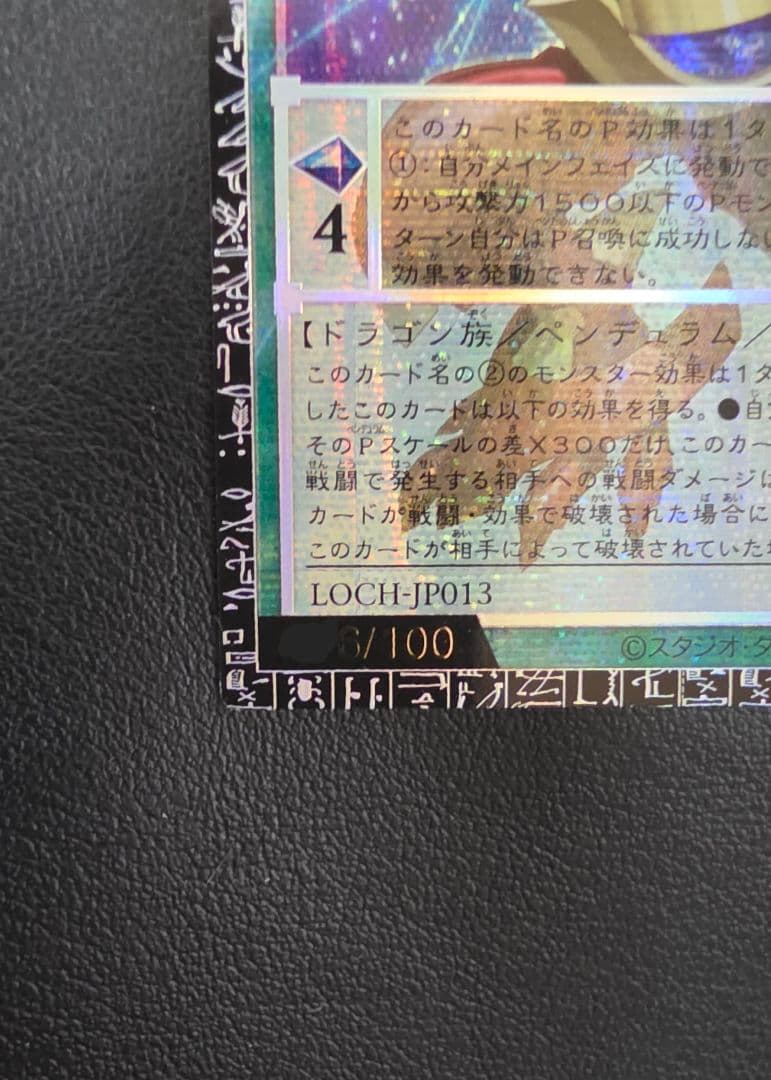 このカード名のP効果は1タ
①:自分メインフェイズに発動で
から攻撃力1500以下のPモン
ターン自分はP召喚に成功しな
効果を発動できない。
4
【ドラゴン族/ペンデュラム/
このカード名の②のモンスター効果は1タ
したこのカードは以下の効果を得る。●自
そのPスケールの差×300だけ、このカー
戦闘で発生する相手への戦闘ダメージは
カードが戦闘・効果で破壊された場合に
このカードが相手によって破壊されていた
LOCH-JP013
6/100
©スタジオ・ダ